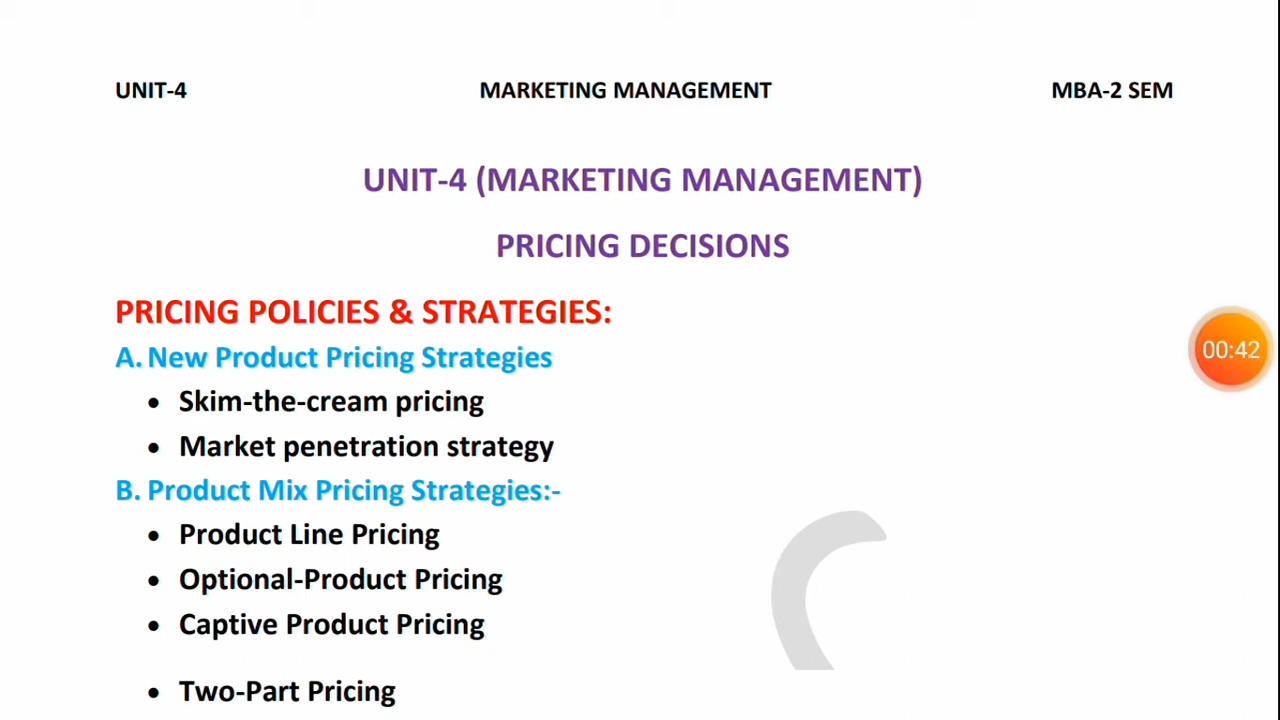 UNIT-4 MARKETING MANAGEMENT MBA-2 SEM
UNIT-4 (MARKETING MANAGEMENT)
PRICING DECISIONS
PRICING POLICIES & STRATEGIES:
A. New Product Pricing Strategies
• Skim-the-cream pricing
• Market penetration strategy
B. Product Mix Pricing Strategies:-
• Product Line Pricing
• Optional-Product Pricing
• Captive Product Pricing
• Two-Part Pricing
00:42